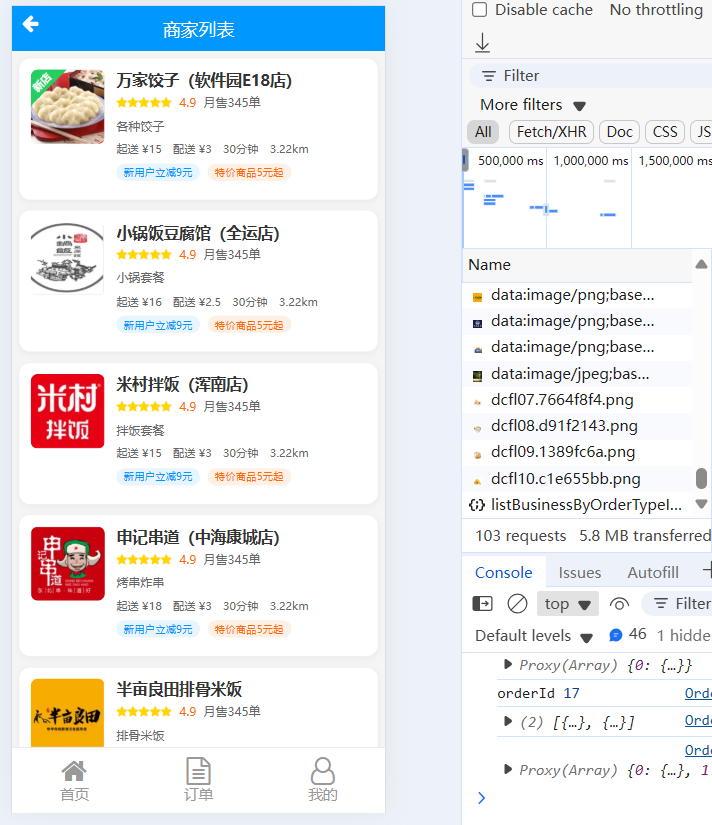 商家列表
新店
万家饺子（软件园E18店）
4.9 月售345单
各种饺子
起送 ¥15 配送 ¥3 30分钟 3.22km
新用户立减9元 特价商品5元起
小锅饭豆腐馆（全运店）
4.9 月售345单
小锅套餐
起送 ¥16 配送 ¥2.5 30分钟 3.22km
新用户立减9元 特价商品5元起
米村拌饭（浑南店）
米村
拌饭
4.9 月售345单
拌饭套餐
起送 ¥15 配送 ¥3 30分钟 3.22km
新用户立减9元 特价商品5元起
申记串道（中海康城店）
申记
串道
4.9 月售345单
烤串炸串
起送 ¥18 配送 ¥3 30分钟 3.22km
新用户立减9元 特价商品5元起
半亩良田排骨米饭
半亩良田
4.9 月售345单
排骨米饭
首页 订单 我的
Disable cache No throttling
Filter
More filters
All Fetch/XHR Doc CSS JS
500,000 ms 1,000,000 ms 1,500,000 ms
Name
data:image/png;base...
data:image/png;base...
data:image/png;base...
data:image/jpeg;bas...
dcfl07.7664f8f4.png
dcfl08.d91f2143.png
dcfl09.1389fc6a.png
dcfl10.c1e655bb.png
listBusinessByOrderTypeI...
103 requests 5.8 MB transferred
Console Issues Autofill
top Filter
Default levels 46 1 hidde
Proxy(Array) {0: {…}}
orderId 17 Orde
(2) [{…}, {…}] Orde
Orde
Proxy(Array) {0: {…}, 1